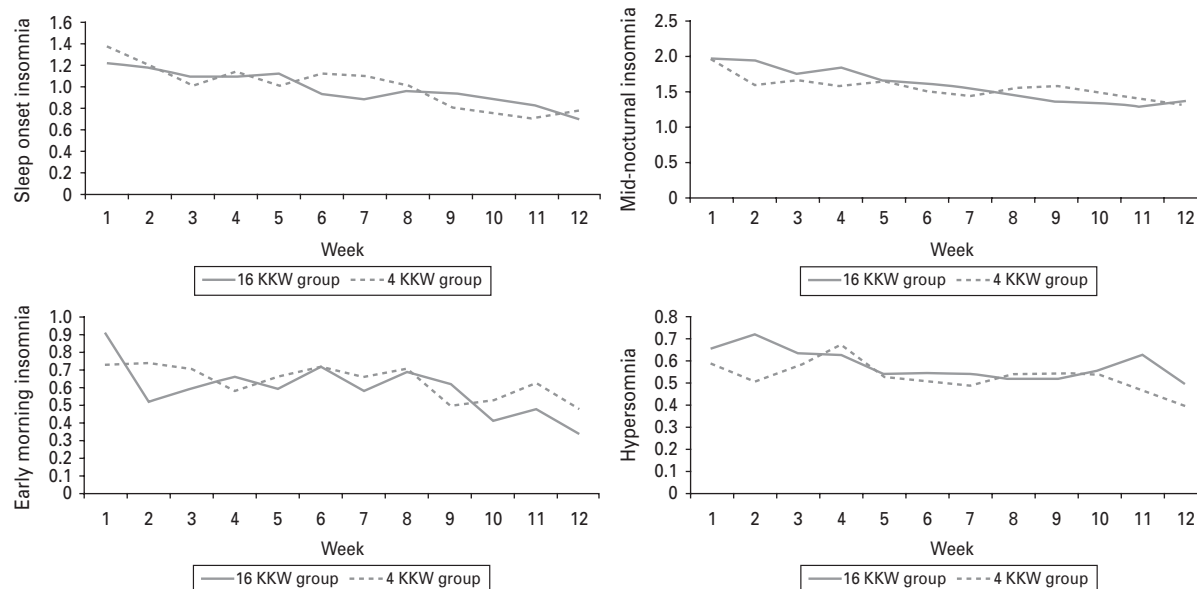 Sleep onset insomnia
1.6
1.4
1.2
1.0
0.8
0.6
0.4
0.2
0
1 2 3 4 5 6 7 8 9 10 11 12
Week
16 KKW group 4 KKW group
Mid-nocturnal insomnia
2.5
2.0
1.5
1.0
0.5
0
1 2 3 4 5 6 7 8 9 10 11 12
Week
16 KKW group 4 KKW group
Early morning insomnia
1.0
0.9
0.8
0.7
0.6
0.5
0.4
0.3
0.2
0.1
0
1 2 3 4 5 6 7 8 9 10 11 12
Week
16 KKW group 4 KKW group
Hypersomnia
0.8
0.7
0.6
0.5
0.4
0.3
0.2
0.1
0
1 2 3 4 5 6 7 8 9 10 11 12
Week
16 KKW group 4 KKW group